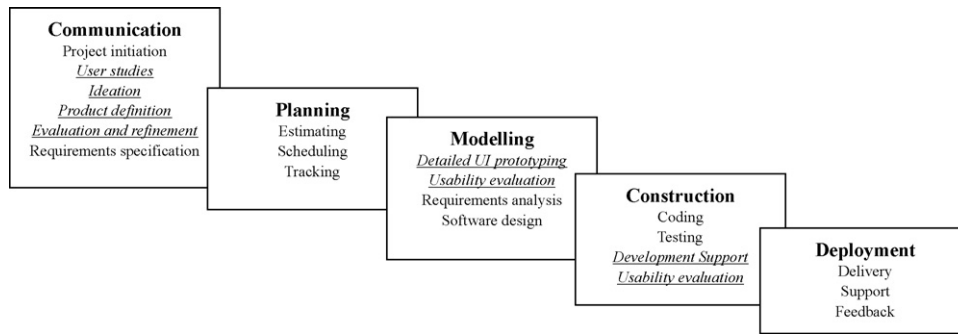 Communication
Project initiation
User studies
Ideation
Product definition
Evaluation and refinement
Requirements specification
Planning
Estimating
Scheduling
Tracking
Modelling
Detailed UI prototyping
Usability evaluation
Requirements analysis
Software design
Construction
Coding
Testing
Development Support
Usability evaluation
Deployment
Delivery
Support
Feedback